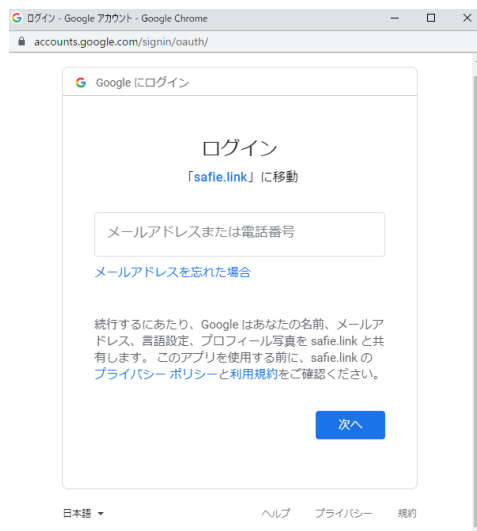 ログイン - Google アカウント - Google Chrome
accounts.google.com/signin/oauth/
Google にログイン
ログイン
「safie.link」に移動
メールアドレスまたは電話番号
メールアドレスを忘れた場合
続行するにあたり、Google はあなたの名前、メールア
ドレス、言語設定、プロフィール写真を safie.link と共
有します。 このアプリを使用する前に、safie.link の
プライバシー ポリシーと利用規約をご確認ください。
次へ
日本語 ヘルプ プライバシー 規約